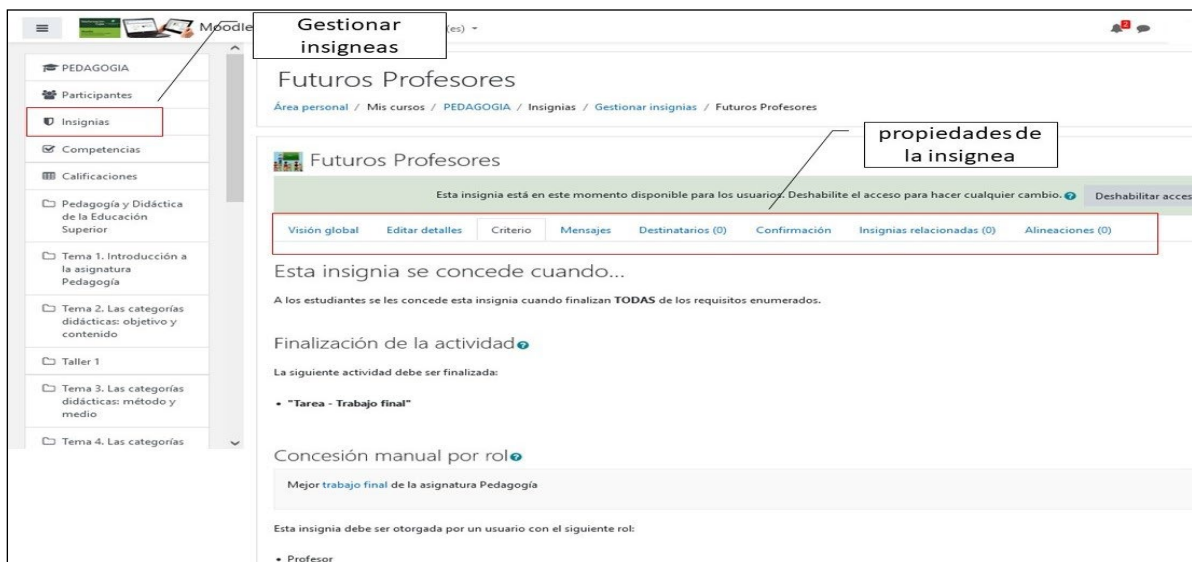 Moodle
(es)
2
Gestionar
insigneas
PEDAGOGIA
Participantes
Insignias
Competencias
Calificaciones
Pedagogía y Didáctica
de la Educación
Superior
Tema 1. Introducción a
la asignatura
Pedagogía
Tema 2. Las categorías
didácticas: objetivo y
contenido
Taller 1
Tema 3. Las categorías
didácticas: método y
medio
Tema 4. Las categorías
Futuros Profesores
Área personal / Mis cursos / PEDAGOGIA / Insignias / Gestionar insignias / Futuros Profesores
propiedades de
la insignea
Futuros Profesores
Esta insignia está en este momento disponible para los usuarios. Deshabilite el acceso para hacer cualquier cambio. Deshabilitar acces
Visión global Editar detalles Criterio Mensajes Destinatarios (0) Confirmación Insignias relacionadas (0) Alineaciones (0)
Esta insignia se concede cuando...
A los estudiantes se les concede esta insignia cuando finalizan TODAS de los requisitos enumerados.
Finalización de la actividad
La siguiente actividad debe ser finalizada:
• "Tarea - Trabajo final"
Concesión manual por rol
Mejor trabajo final de la asignatura Pedagogía
Esta insignia debe ser otorgada por un usuario con el siguiente rol:
• Profesor